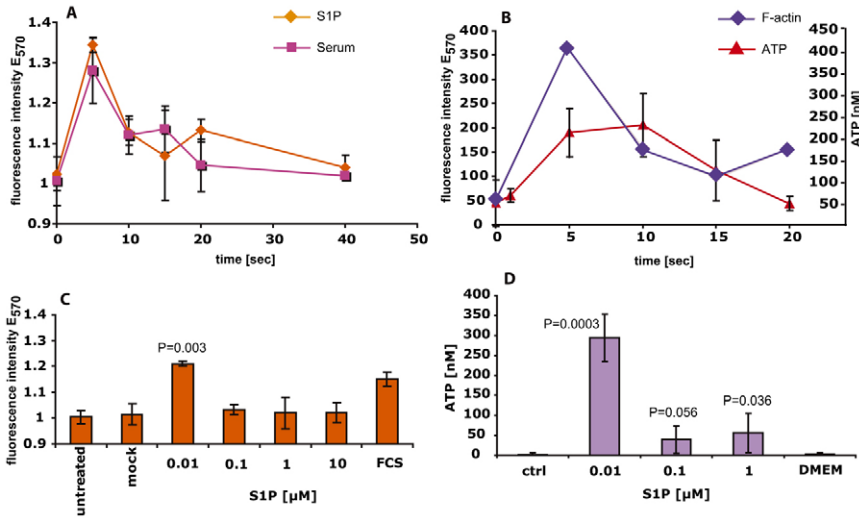 A
S1P
Serum
fluorescence intensity E570
1.4
1.3
1.2
1.1
1
0.9
0
10
20
30
40
50
time [sec]
B
F-actin
ATP
fluorescence intensity E570
400
350
300
250
200
150
100
50
0
450
400
350
300
250
200
150
100
50
ATP [nM]
0
5
10
15
20
time [sec]
C
fluorescence intensity E570
1.4
1.3
1.2
1.1
1
0.9
P=0.003
untreated
mock
0.01
0.1
1
10
FCS
S1P [µM]
D
ATP [nM]
400
350
300
250
200
150
100
50
0
P=0.0003
P=0.056
P=0.036
ctrl
0.01
0.1
1
DMEM
S1P [µM]